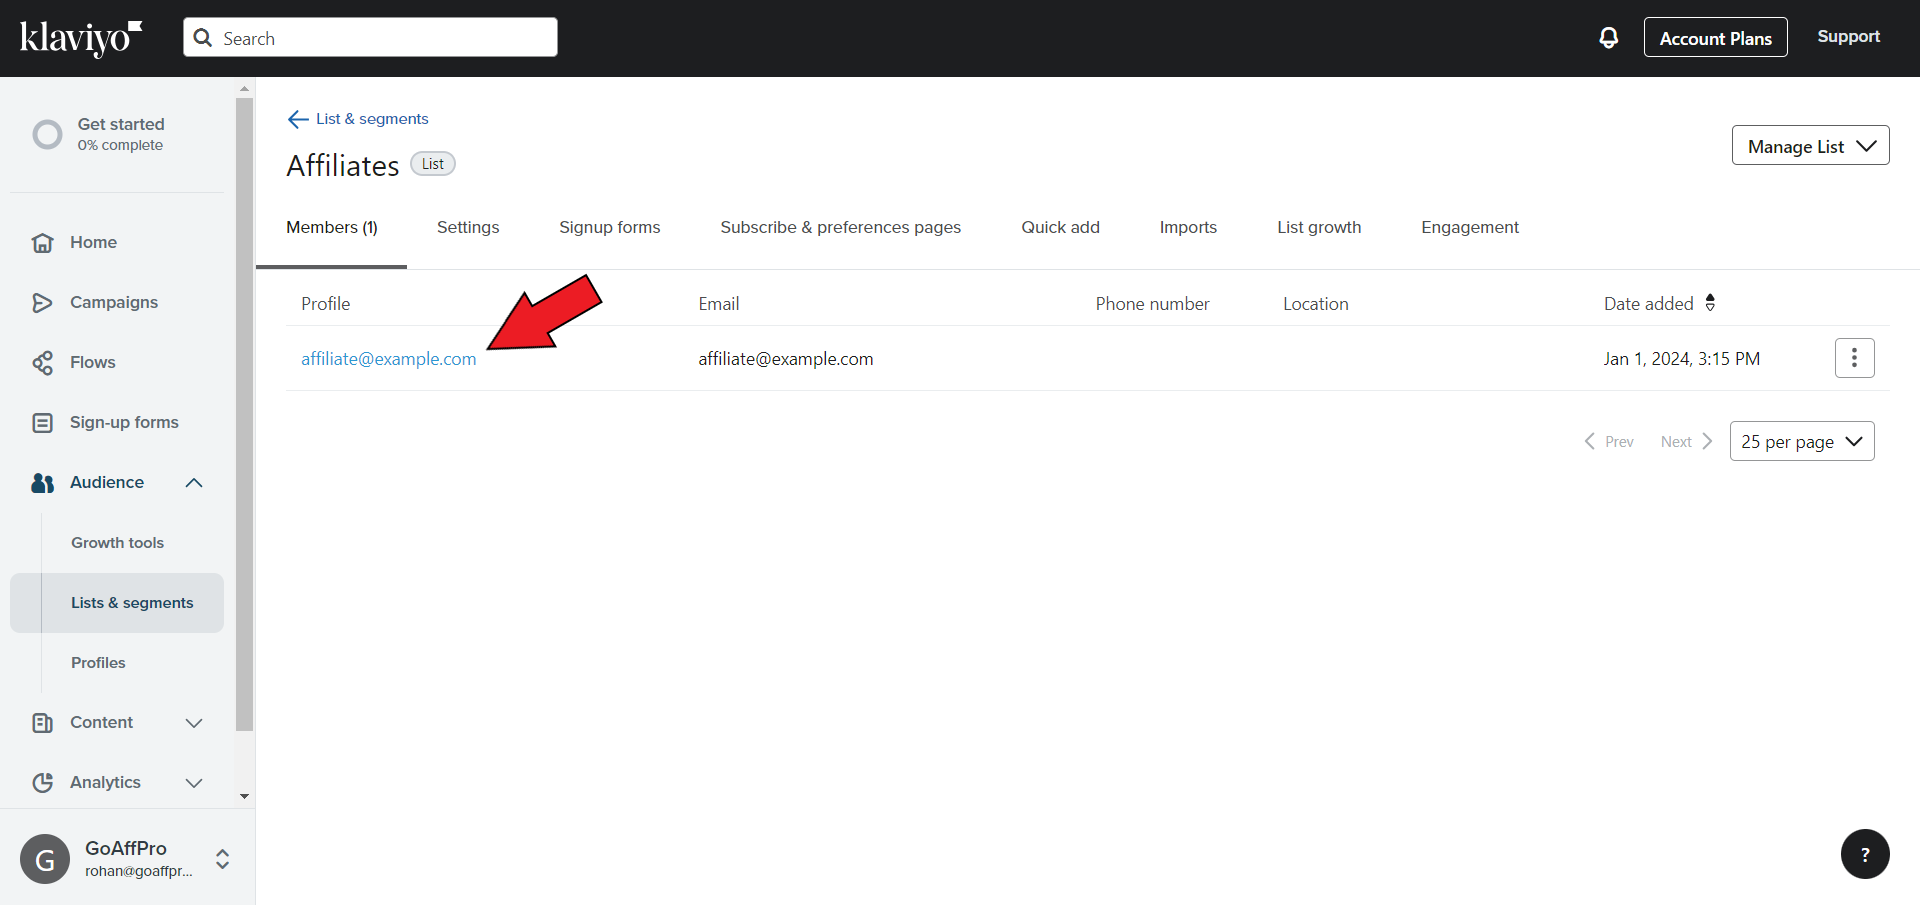 klaviyo
Search
Account Plans
Support
Get started
0% complete
Home
Campaigns
Flows
Sign-up forms
Audience
Growth tools
Lists & segments
Profiles
Content
Analytics
G
GoAffPro
rohan@goaffpr...
List & segments
Affiliates List
Manage List
Members (1) Settings Signup forms Subscribe & preferences pages Quick add Imports List growth Engagement
Profile Email Phone number Location Date added
affiliate@example.com affiliate@example.com Jan 1, 2024, 3:15 PM
Prev Next 25 per page
?